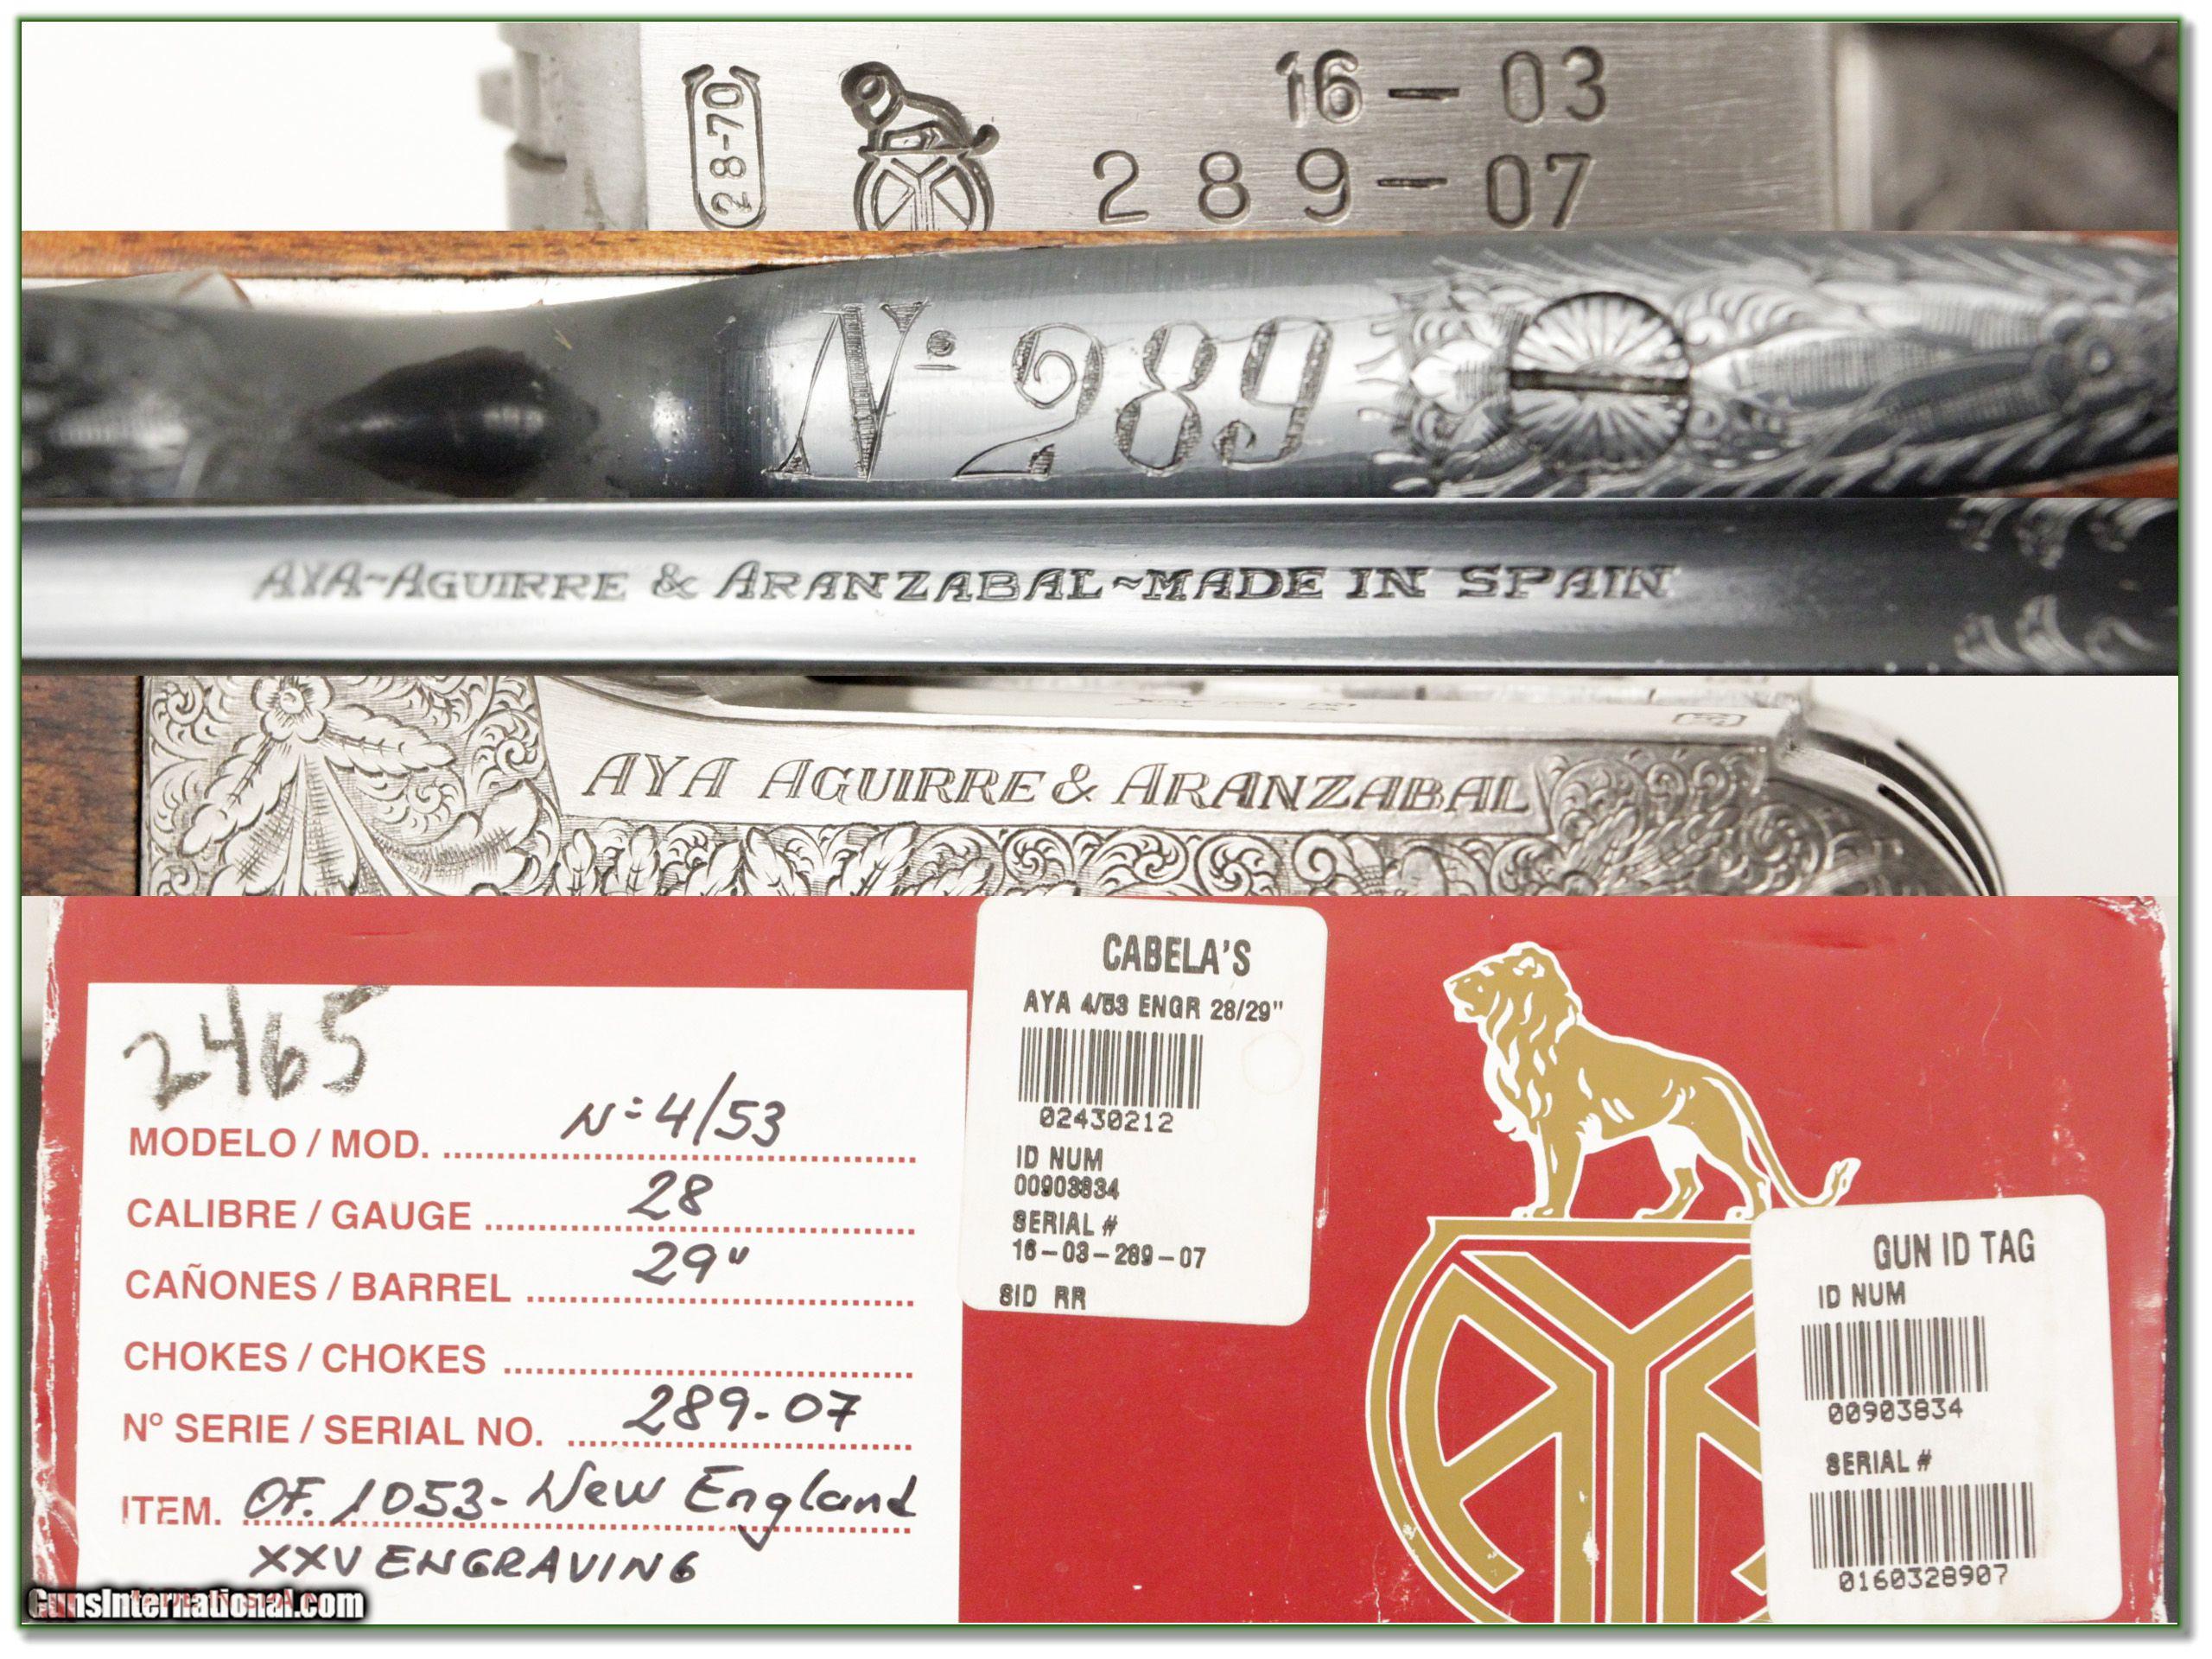 28-70
16 — 03
289 — 07
Nº 289
AYA~AGUIRRE & ARANZABAL~MADE IN SPAIN
AYA AGUIRRE & ARANZABAL
2465
MODELO / MOD. N:4/53
CALIBRE / GAUGE 28
CAÑONES / BARREL 29"
CHOKES / CHOKES
Nº SERIE / SERIAL NO. 289-07
ITEM. OF. 1053- New England
XXV ENGRAVING
CABELA'S
AYA 4/53 ENGR 28/29"
02430212
ID NUM
00903834
SERIAL #
16-03-289-07
SID RR
GUN ID TAG
ID NUM
00903834
SERIAL #
0160328907
GunsInternational.com